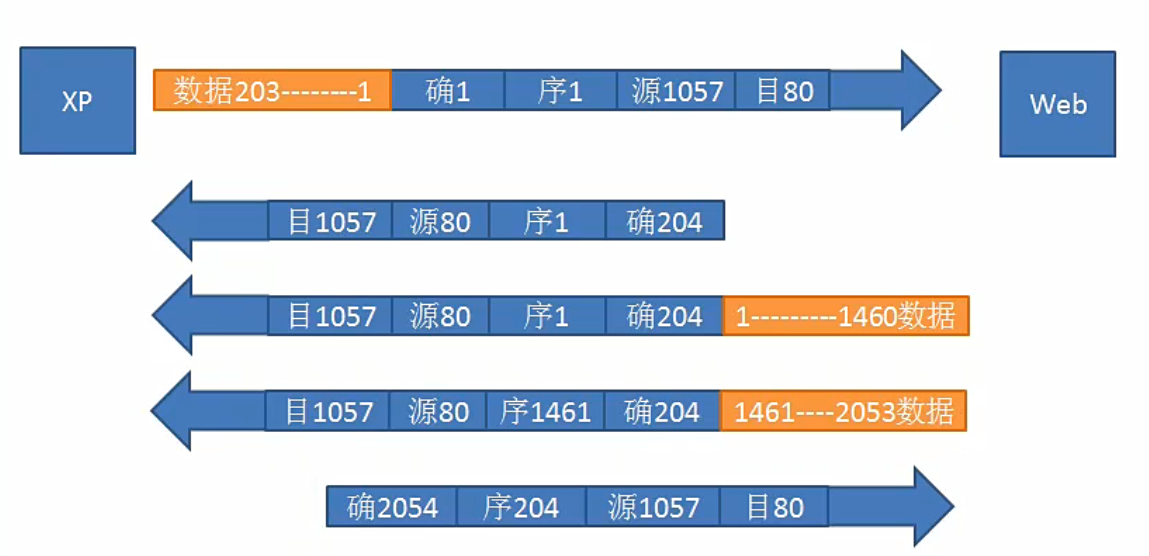 XP 数据203--------1 确1 序1 源1057 目80 Web
目1057 源80 序1 确204
目1057 源80 序1 确204 1---------1460数据
目1057 源80 序1461 确204 1461----2053数据
确2054 序204 源1057 目80